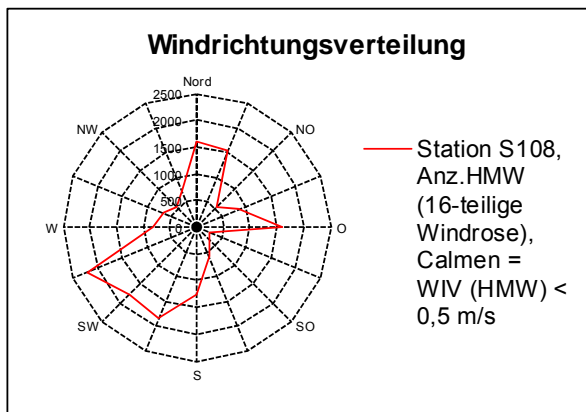 Windrichtungsverteilung
Nord
2500
NW
2000
NO
1500
1000
500
W
0
O
SW
SO
S
Station S108,
Anz.HMW
(16-teilige
Windrose),
Calmen =
WIV (HMW) <
0,5 m/s